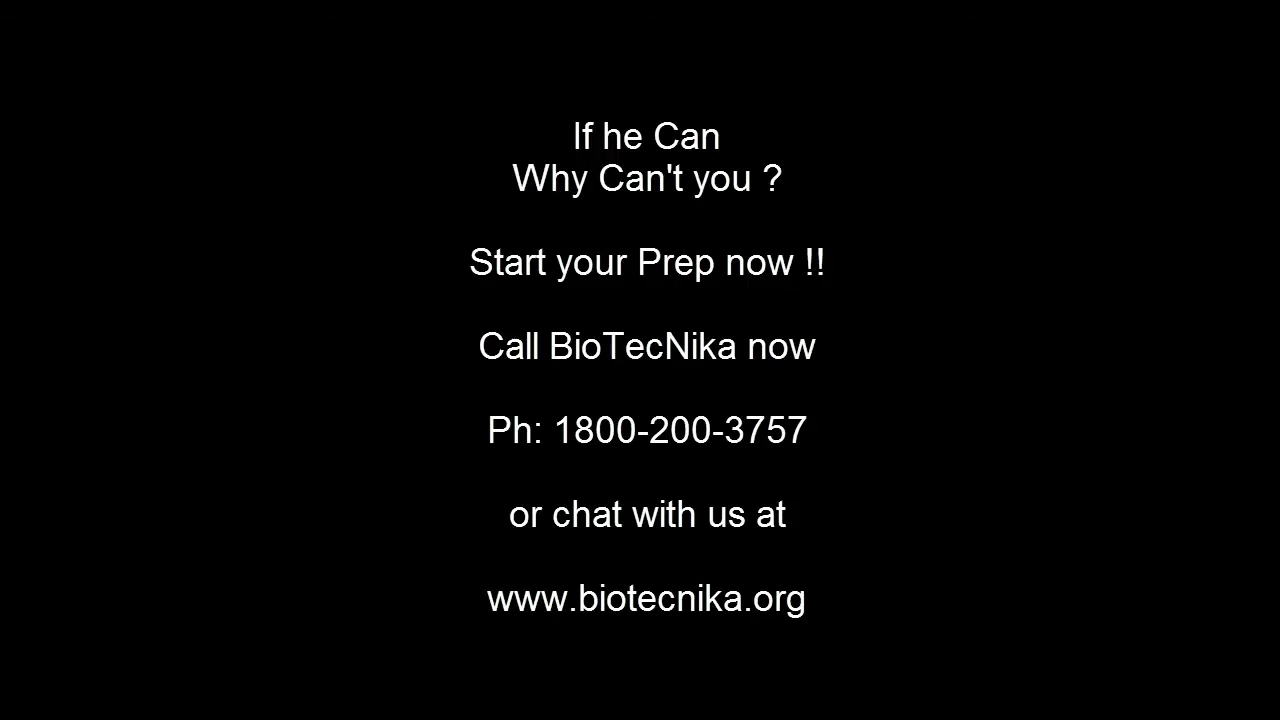 If he Can
Why Can't you ?
Start your Prep now !!
Call BioTecNika now
Ph: 1800-200-3757
or chat with us at
www.biotecnika.org